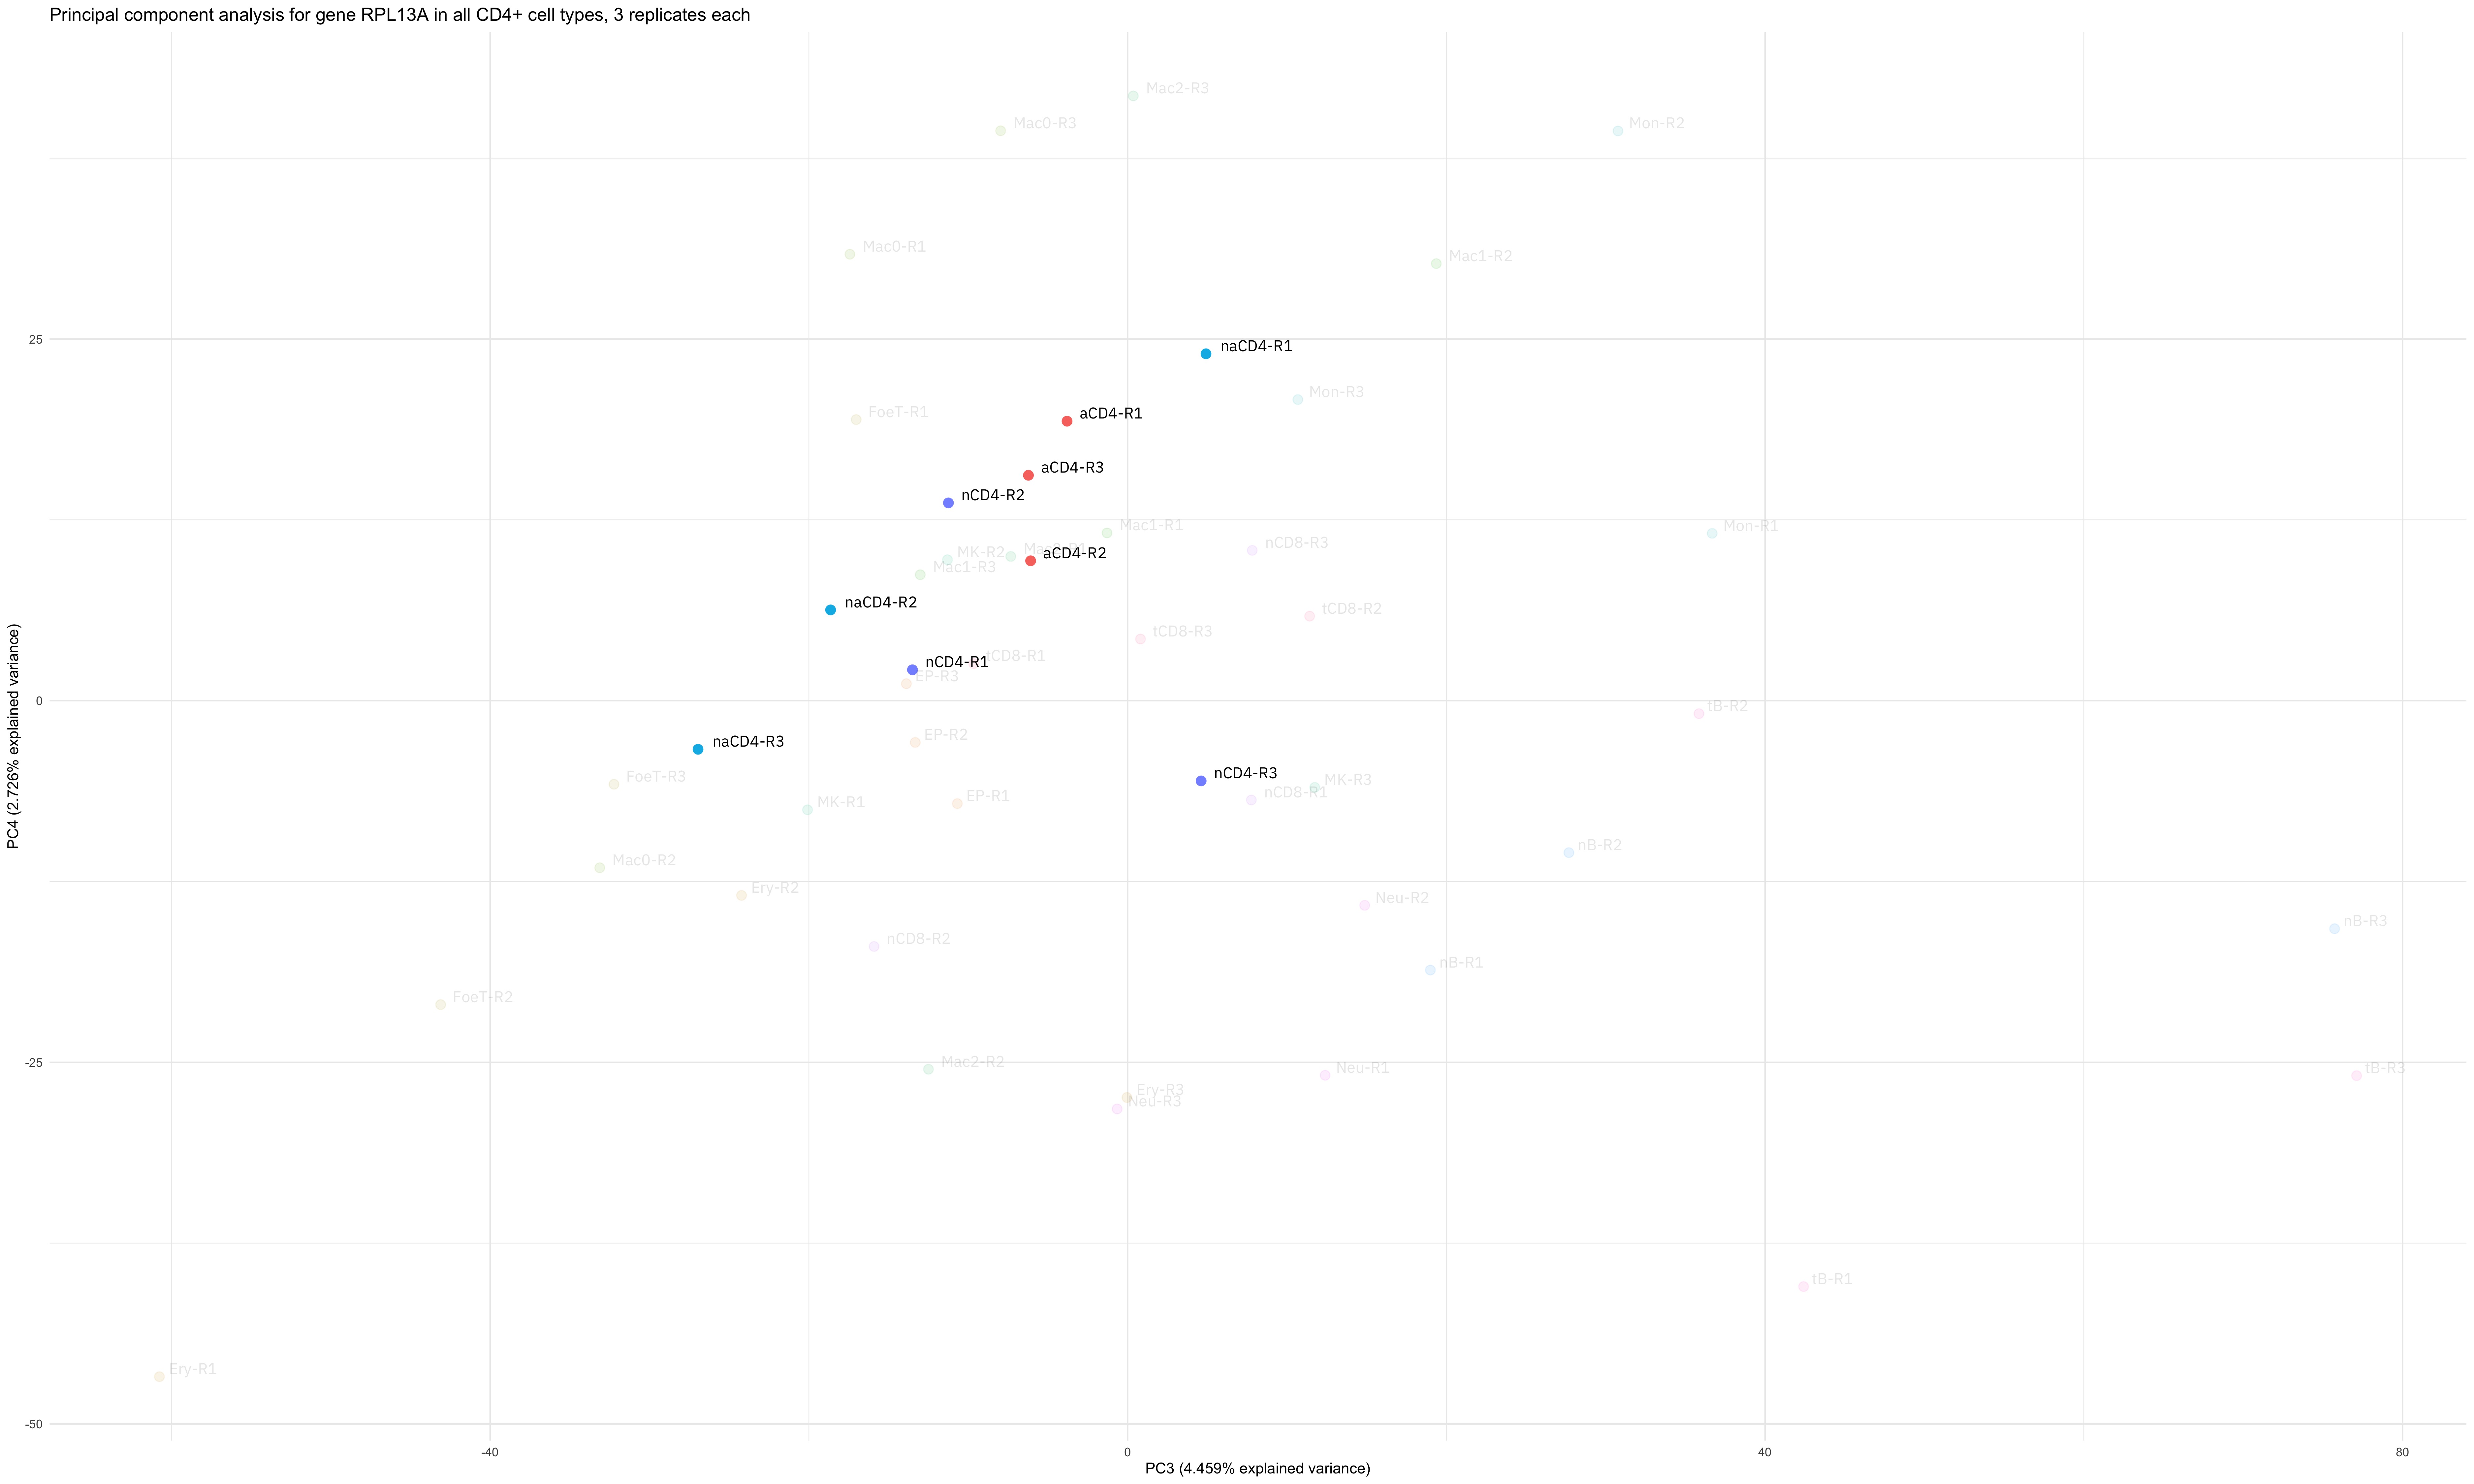 Principal component analysis for gene RPL13A in all CD4+ cell types, 3 replicates each
Mac2-R3
Mac0-R3
Mon-R2
Mac0-R1
Mac1-R2
25
naCD4-R1
Mon-R3
FoeT-R1
aCD4-R1
aCD4-R3
nCD4-R2
Mac1-R1
Mon-R1
nCD8-R3
MK-R2
aCD4-R2
Mac1-R3
naCD4-R2
tCD8-R2
tCD8-R3
nCD4-R1
tCD8-R1
EP-R3
0
tB-R2
EP-R2
naCD4-R3
nCD4-R3
FoeT-R3
MK-R3
nCD8-R1
EP-R1
MK-R1
nB-R2
Mac0-R2
Ery-R2
Neu-R2
nB-R3
nCD8-R2
nB-R1
FoeT-R2
-25
Mac2-R2
Neu-R1
tB-R3
Ery-R3
Neu-R3
tB-R1
Ery-R1
-50
-40
0
40
80
PC3 (4.459% explained variance)
PC4 (2.726% explained variance)